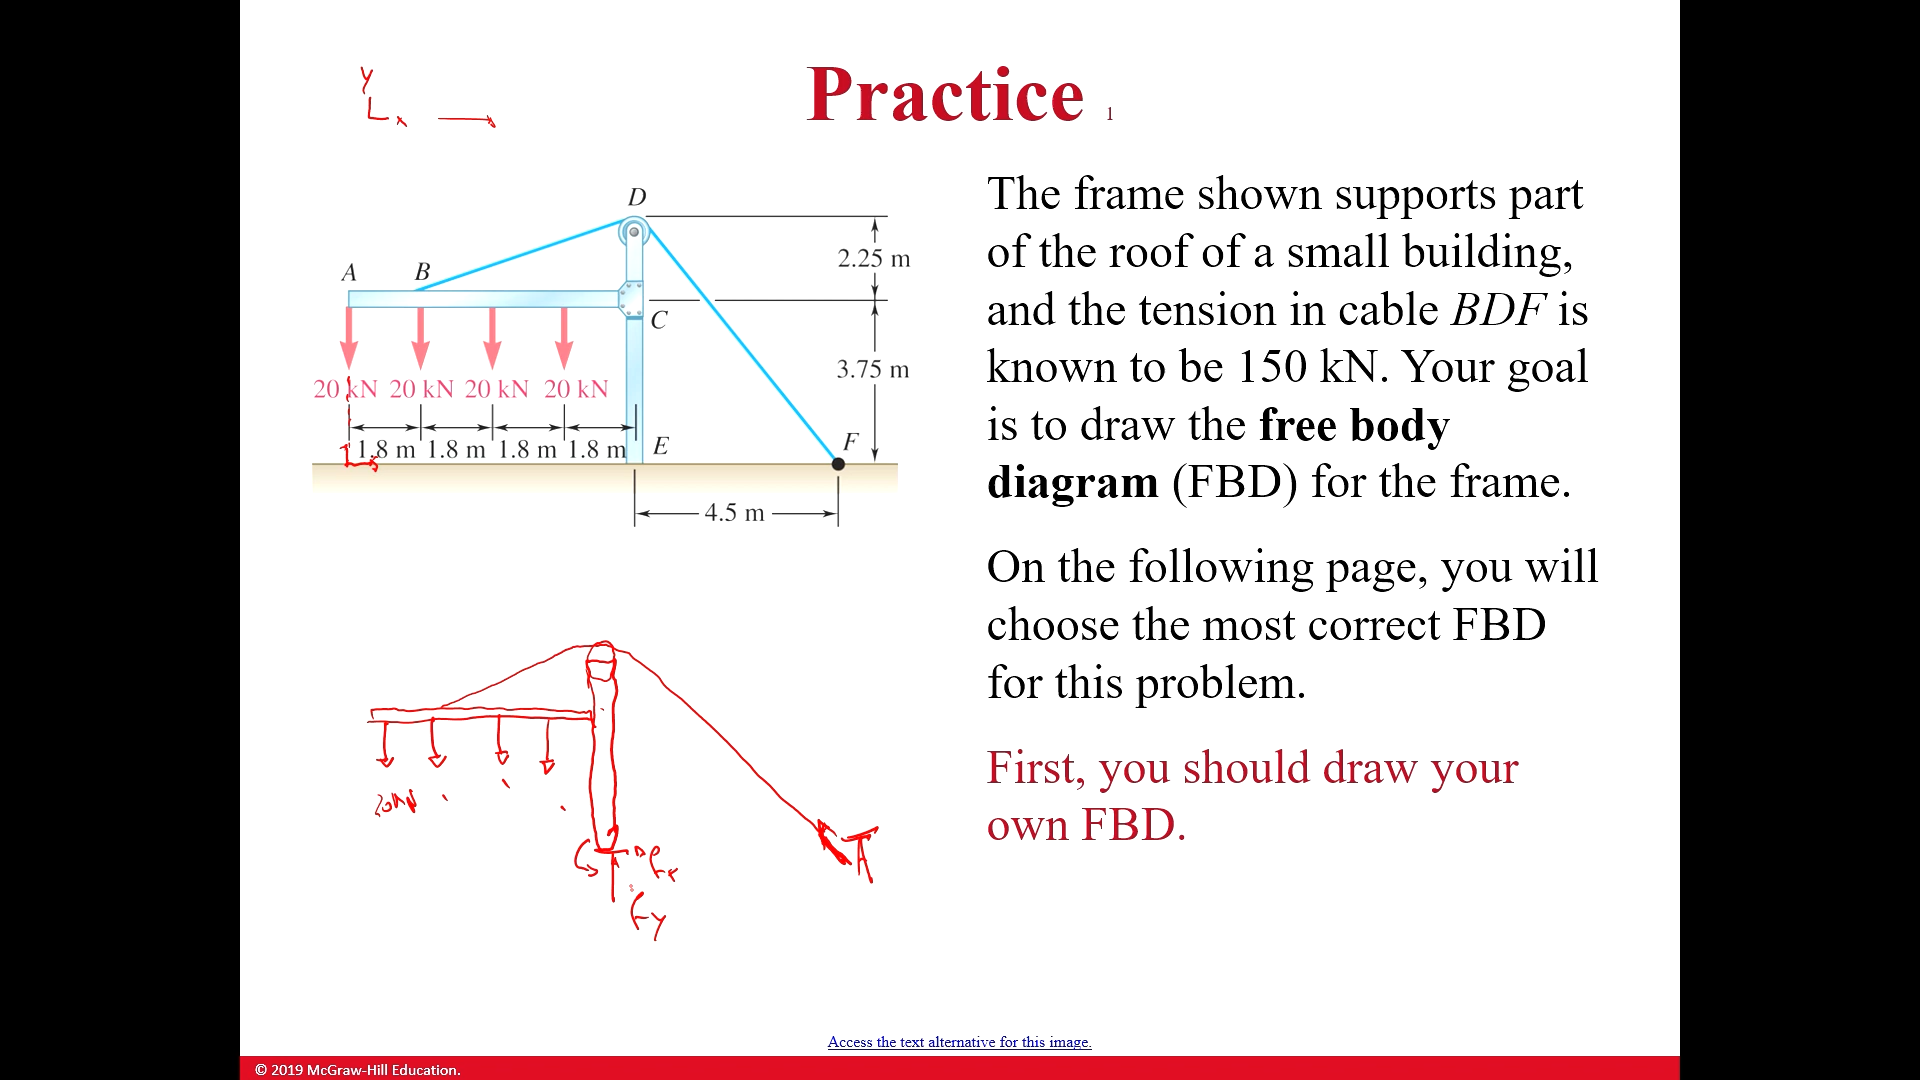 y
x
Practice 1
D
2.25 m
A
B
C
3.75 m
20 kN 20 kN 20 kN 20 kN
1.8 m 1.8 m 1.8 m 1.8 m
E
F
4.5 m
The frame shown supports part
of the roof of a small building,
and the tension in cable BDF is
known to be 150 kN. Your goal
is to draw the free body
diagram (FBD) for the frame.
On the following page, you will
choose the most correct FBD
for this problem.
First, you should draw your
own FBD.
20kN
T
Ex
Ey
Access the text alternative for this image.
© 2019 McGraw-Hill Education.